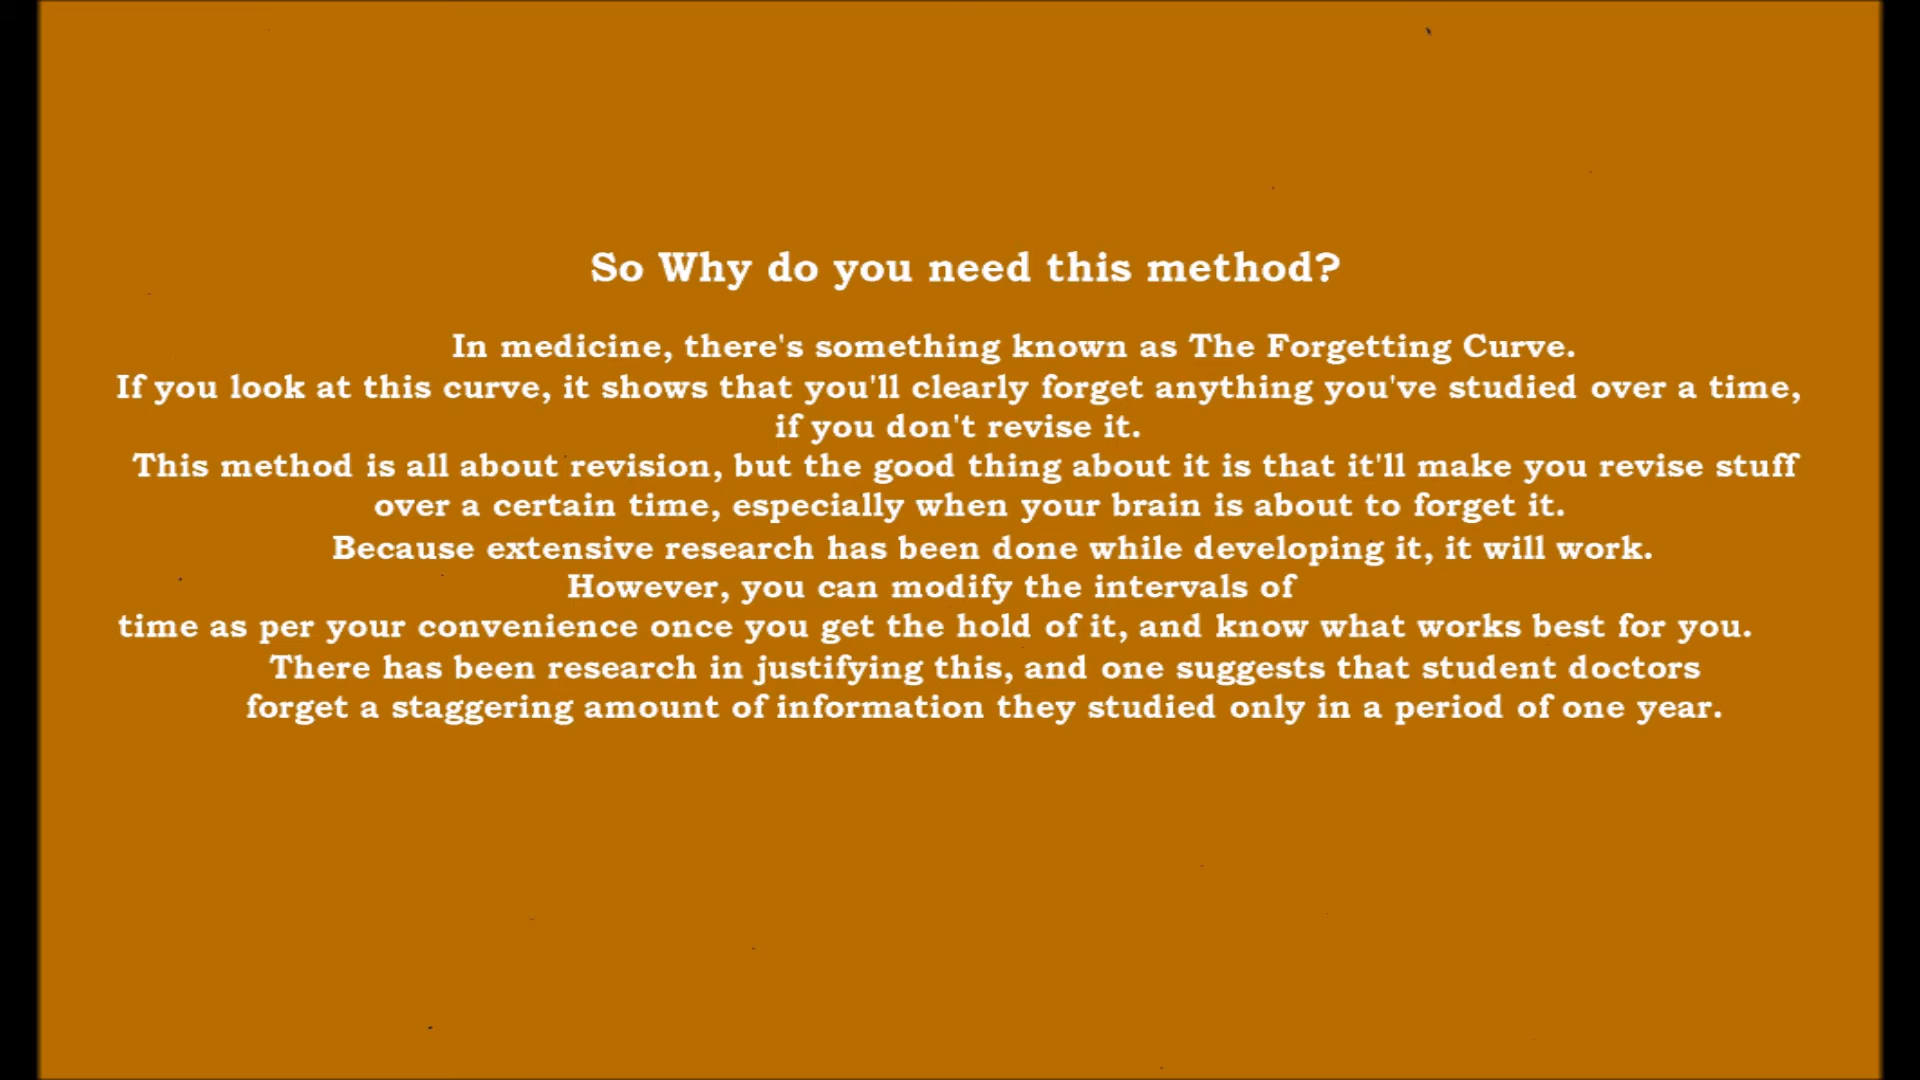 So Why do you need this method?
In medicine, there's something known as The Forgetting Curve.
If you look at this curve, it shows that you'll clearly forget anything you've studied over a time,
if you don't revise it.
This method is all about revision, but the good thing about it is that it'll make you revise stuff
over a certain time, especially when your brain is about to forget it.
Because extensive research has been done while developing it, it will work.
However, you can modify the intervals of
time as per your convenience once you get the hold of it, and know what works best for you.
There has been research in justifying this, and one suggests that student doctors
forget a staggering amount of information they studied only in a period of one year.